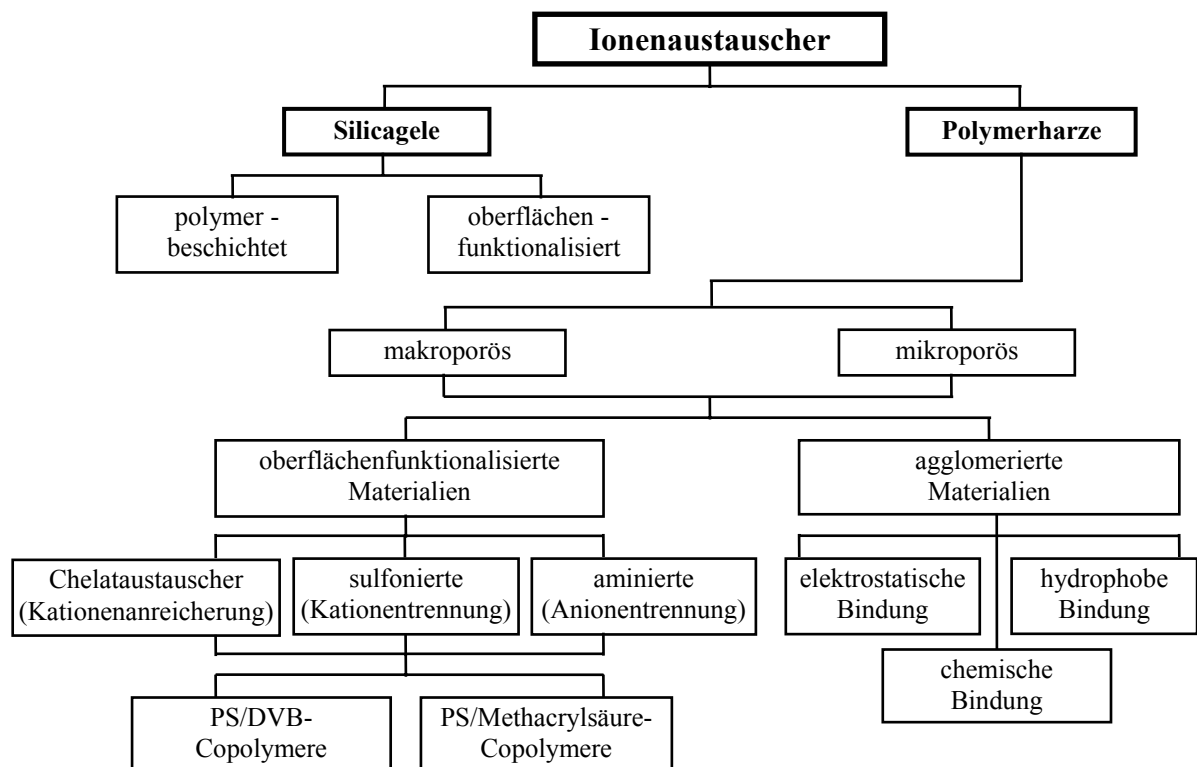 Ionenaustauscher
Silicagele
Polymerharze
polymer -
beschichtet
oberflächen -
funktionalisiert
makroporös
mikroporös
oberflächenfunktionalisierte
Materialien
agglomerierte
Materialien
Chelataustauscher
(Kationenanreicherung)
sulfonierte
(Kationentrennung)
aminierte
(Anionentrennung)
elektrostatische
Bindung
hydrophobe
Bindung
chemische
Bindung
PS/DVB-
Copolymere
PS/Methacrylsäure-
Copolymere